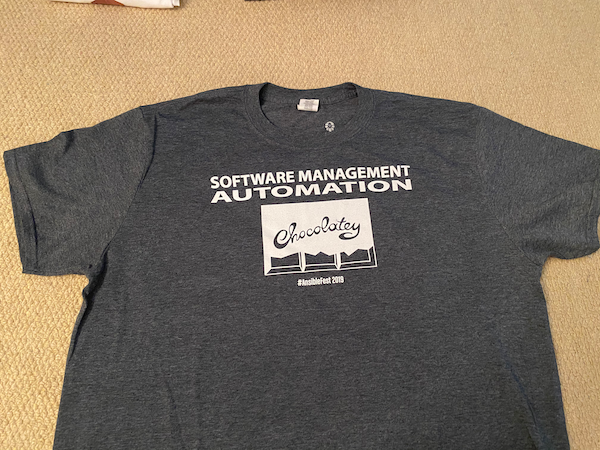 SOFTWARE MANAGEMENT
AUTOMATION
Chocolatey
#AnsibleFest 2019